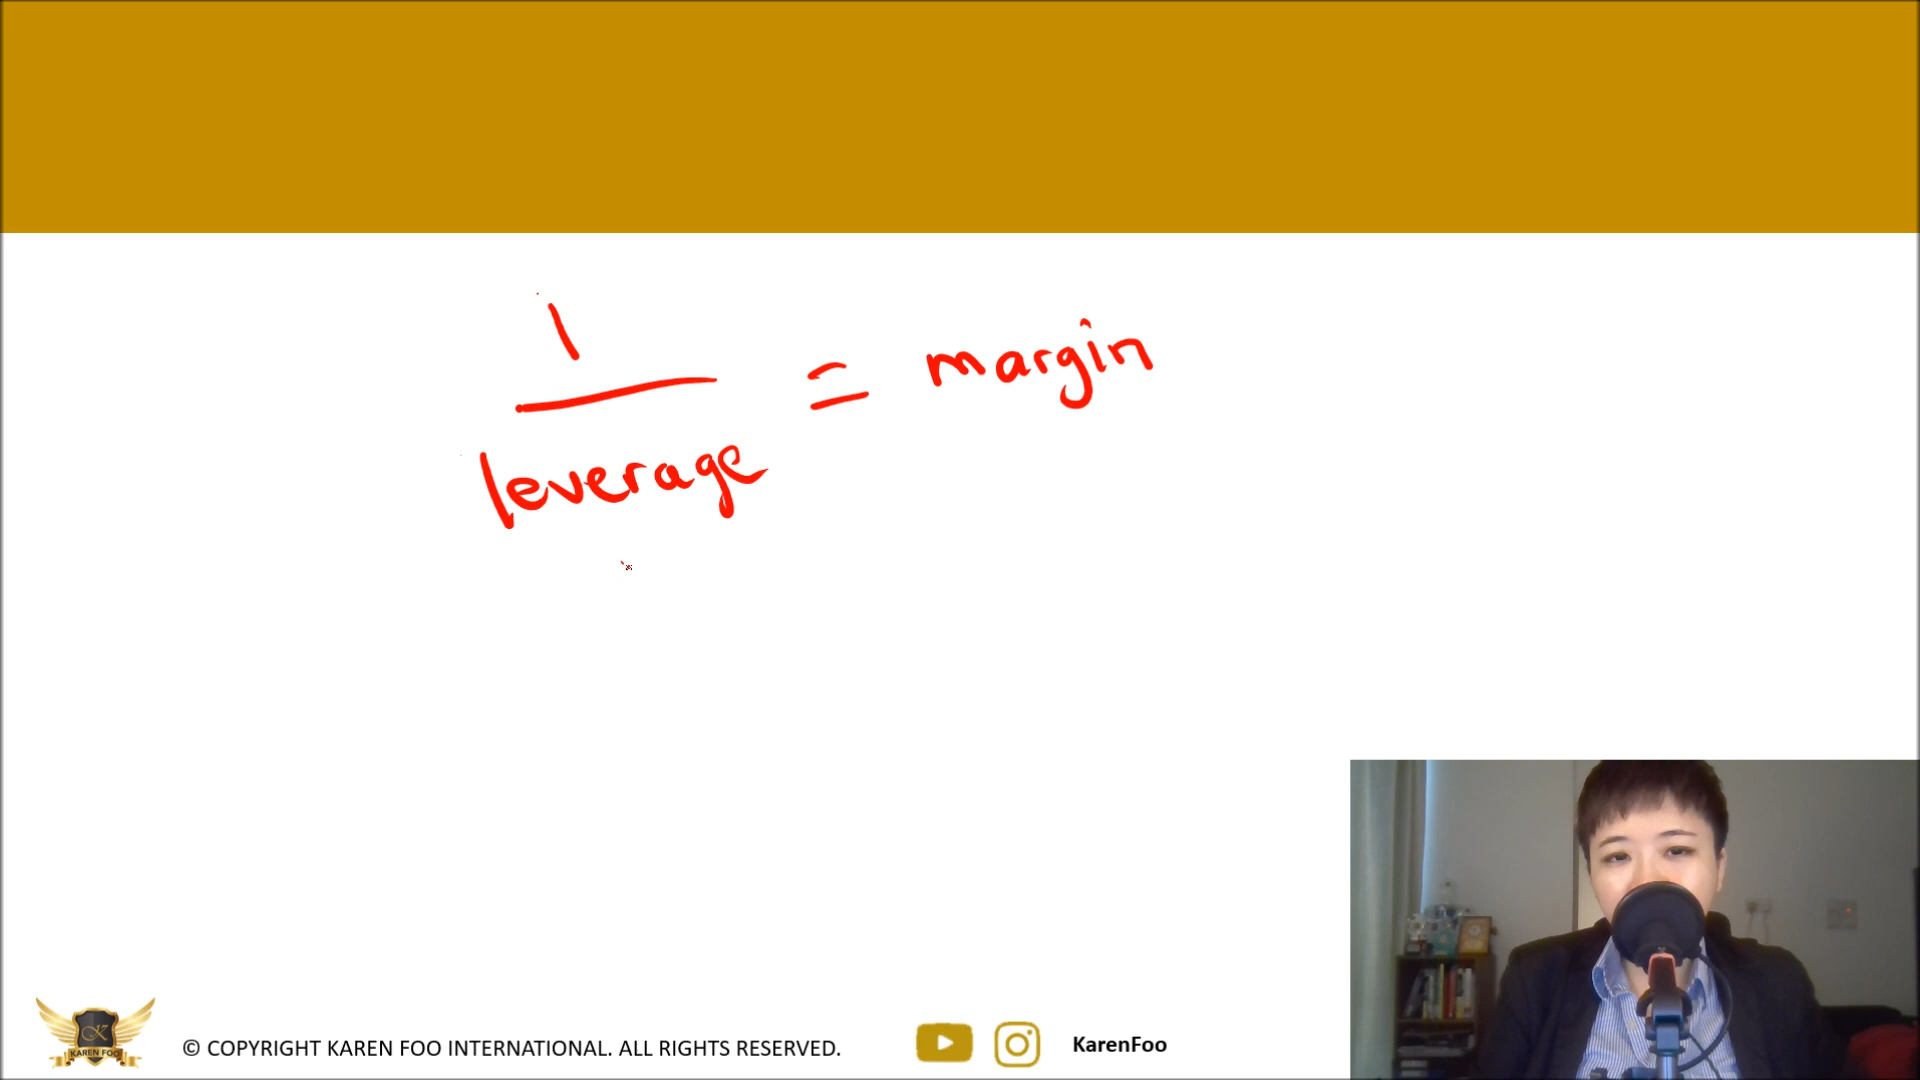 1
leverage
= margin
K
KAREN FOO
© COPYRIGHT KAREN FOO INTERNATIONAL. ALL RIGHTS RESERVED.
KarenFoo